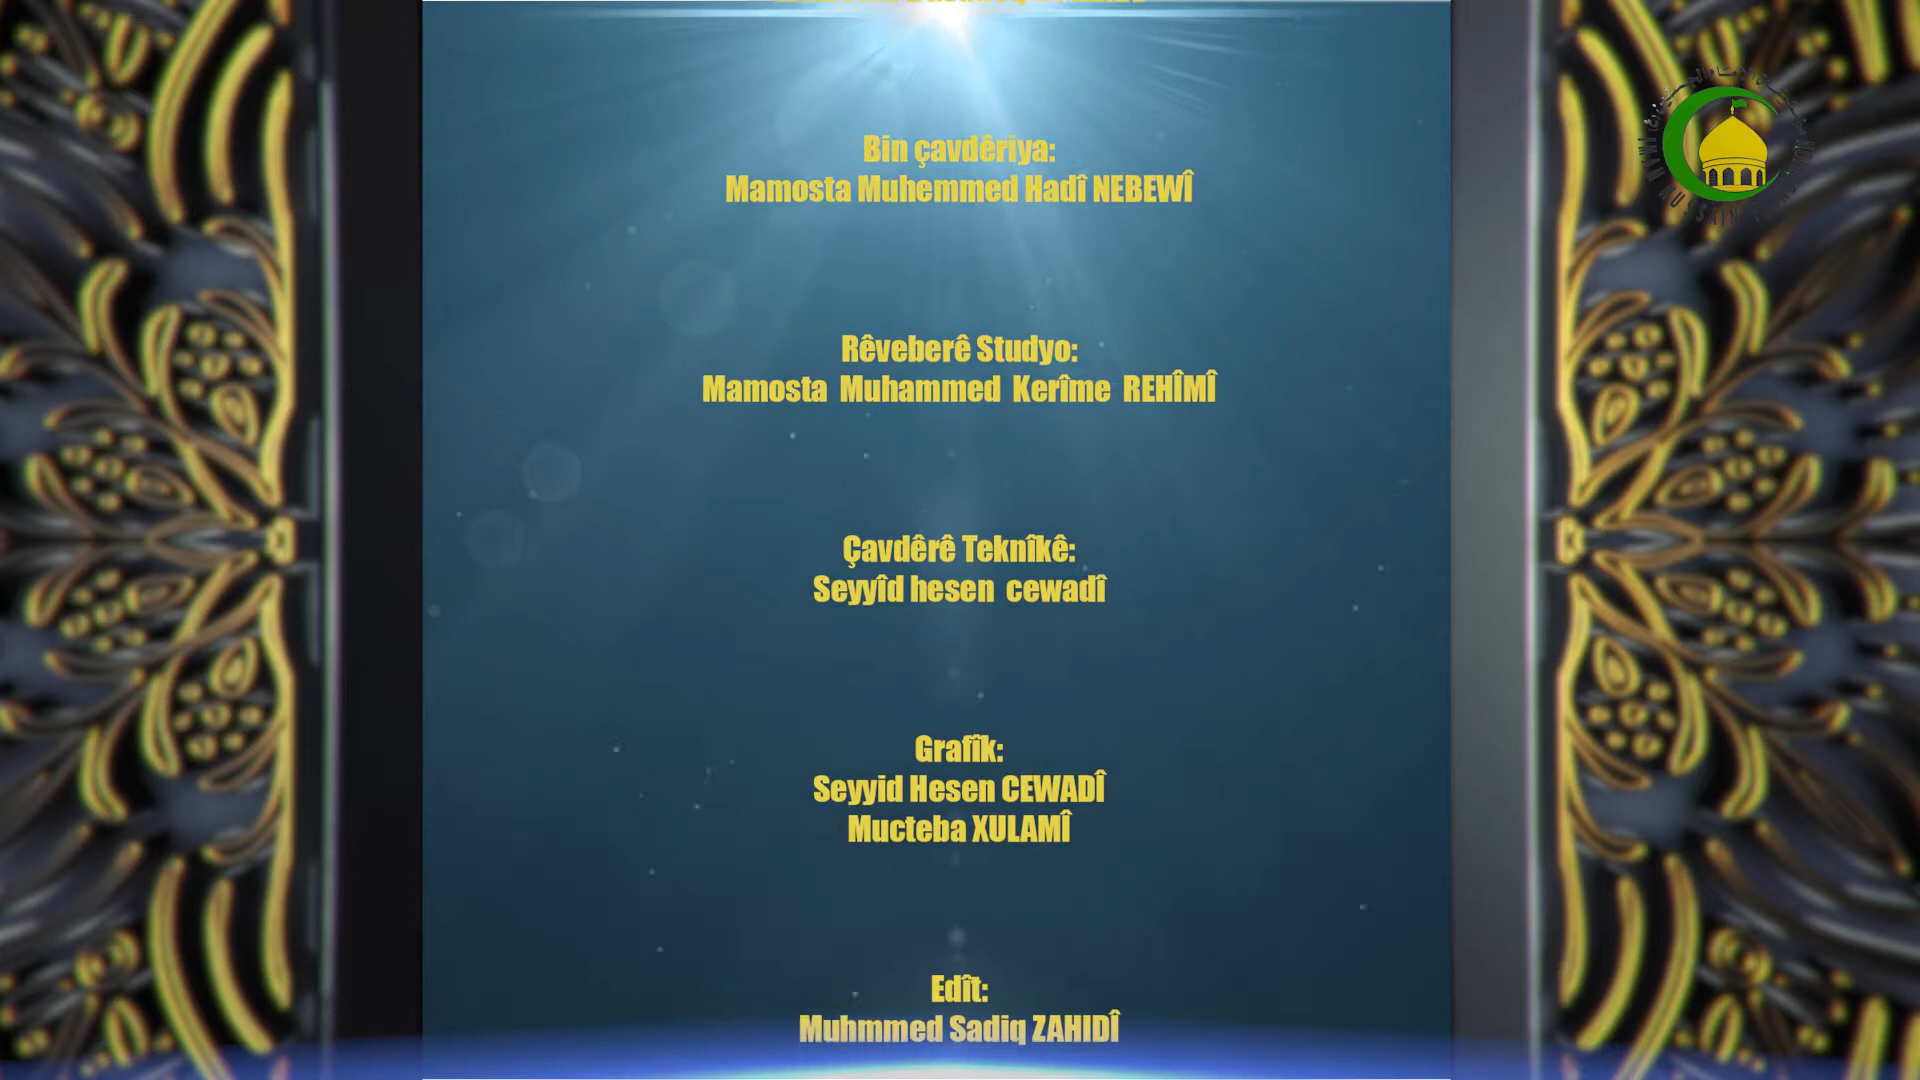 Bin çavdêriya:
Mamosta Muhemmed Hadî NEBEWÎ
Rêveberê Studyo:
Mamosta Muhammed Kerîme REHÎMÎ
Çavdêrê Teknîkê:
Seyyîd hesen cewadî
Grafîk:
Seyyid Hesen CEWADÎ
Mucteba XULAMÎ
Edît:
Muhmmed Sadiq ZAHIDÎ